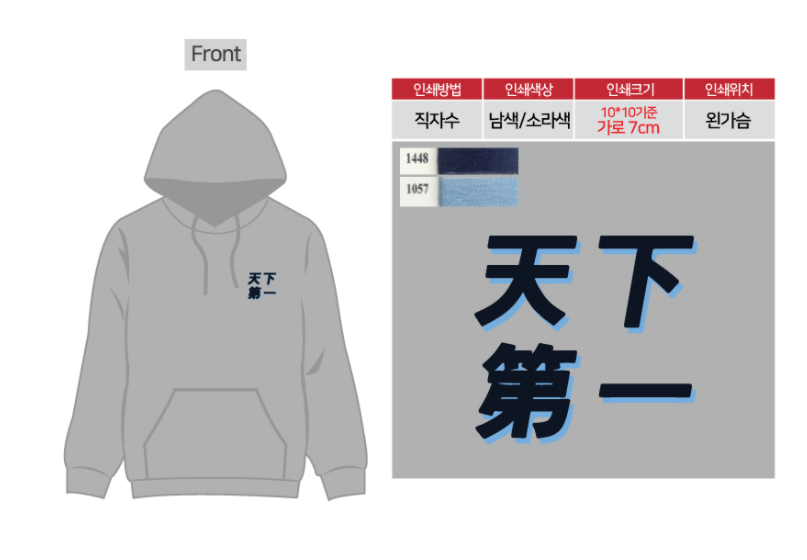 Front
天下
第一
인쇄방법 인쇄색상 인쇄크기 인쇄위치
직자수 남색/소라색 10*10기준 가로 7cm 왼가슴
1448
1057
天下
第一